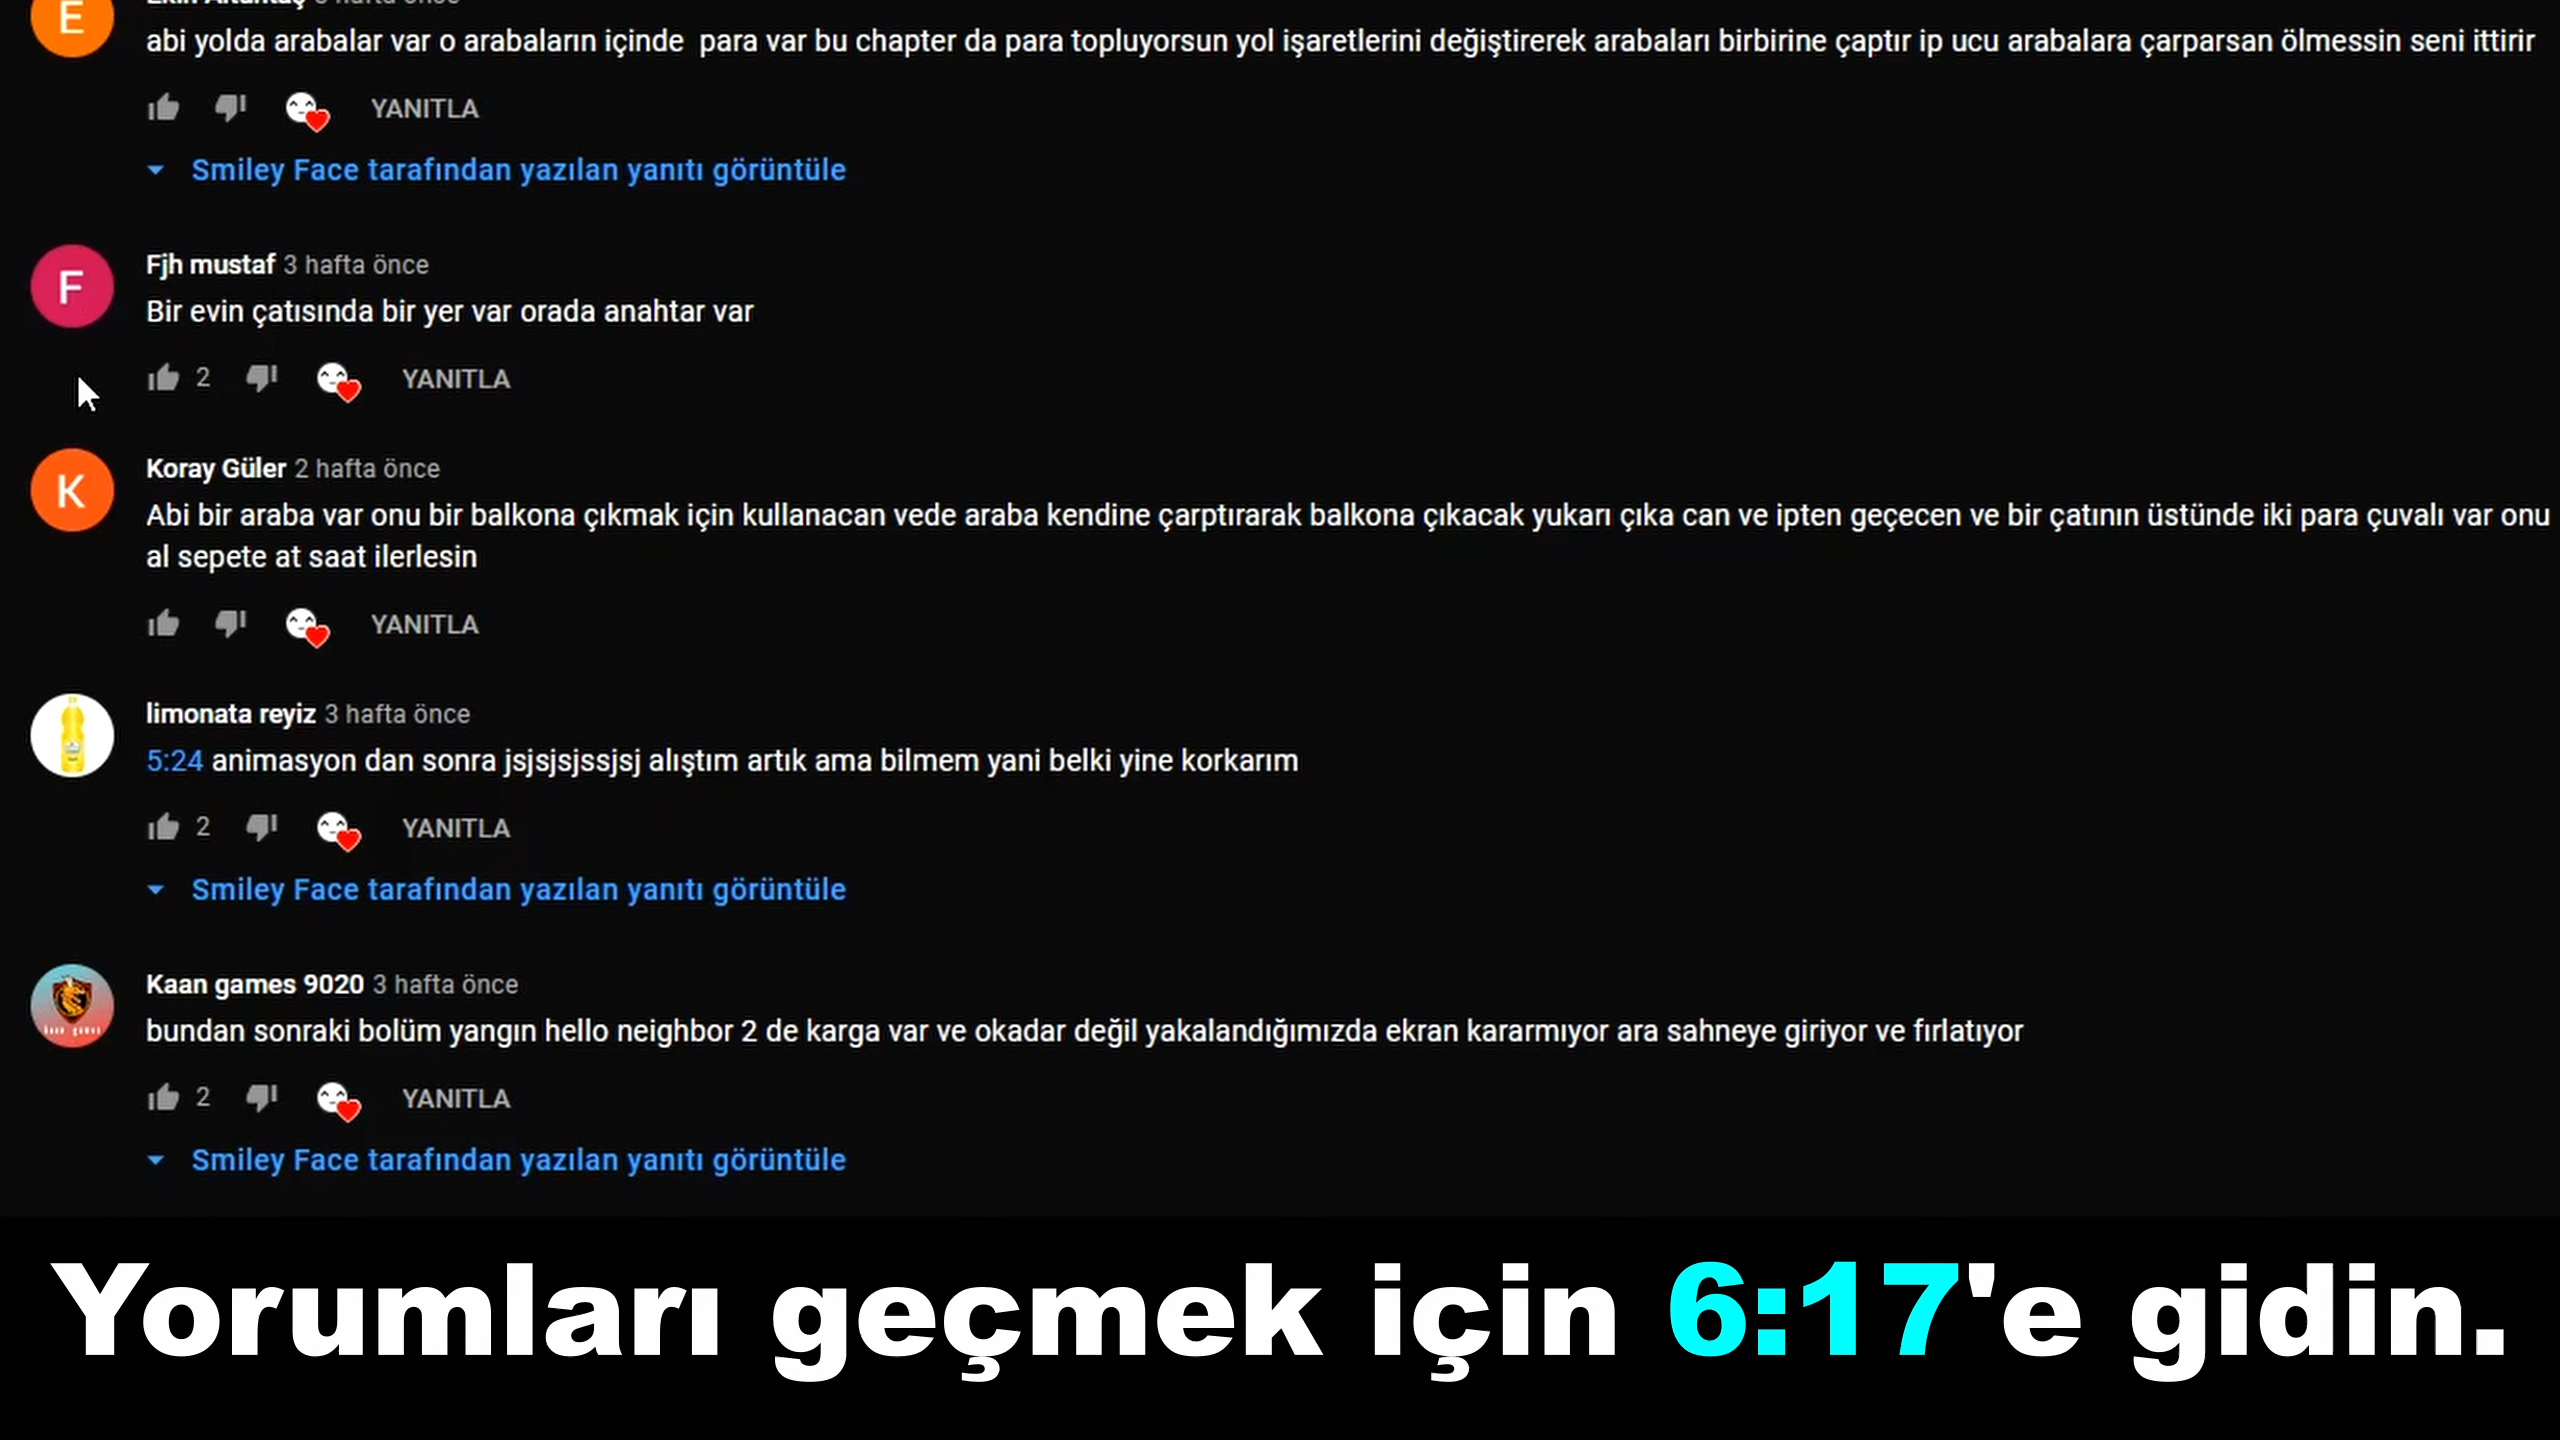 E
abi yolda arabalar var o arabaların içinde  para var bu chapter da para topluyorsun yol işaretlerini değiştirerek arabaları birbirine çaptır ip ucu arabalara çarparsan ölmessin seni ittirir
YANITLA
Smiley Face tarafından yazılan yanıtı görüntüle
F
Fjh mustaf 3 hafta önce
Bir evin çatısında bir yer var orada anahtar var
2 YANITLA
K
Koray Güler 2 hafta önce
Abi bir araba var onu bir balkona çıkmak için kullanacan vede araba kendine çarptırarak balkona çıkacak yukarı çıka can ve ipten geçecen ve bir çatının üstünde iki para çuvalı var onu
al sepete at saat ilerlesin
YANITLA
limonata reyiz 3 hafta önce
5:24 animasyon dan sonra jsjsjsjssjsj alıştım artık ama bilmem yani belki yine korkarım
2 YANITLA
Smiley Face tarafından yazılan yanıtı görüntüle
Kaan games 9020 3 hafta önce
bundan sonraki bolüm yangın hello neighbor 2 de karga var ve okadar değil yakalandığımızda ekran kararmıyor ara sahneye giriyor ve fırlatıyor
2 YANITLA
Smiley Face tarafından yazılan yanıtı görüntüle
Yorumları geçmek için 6:17'e gidin.